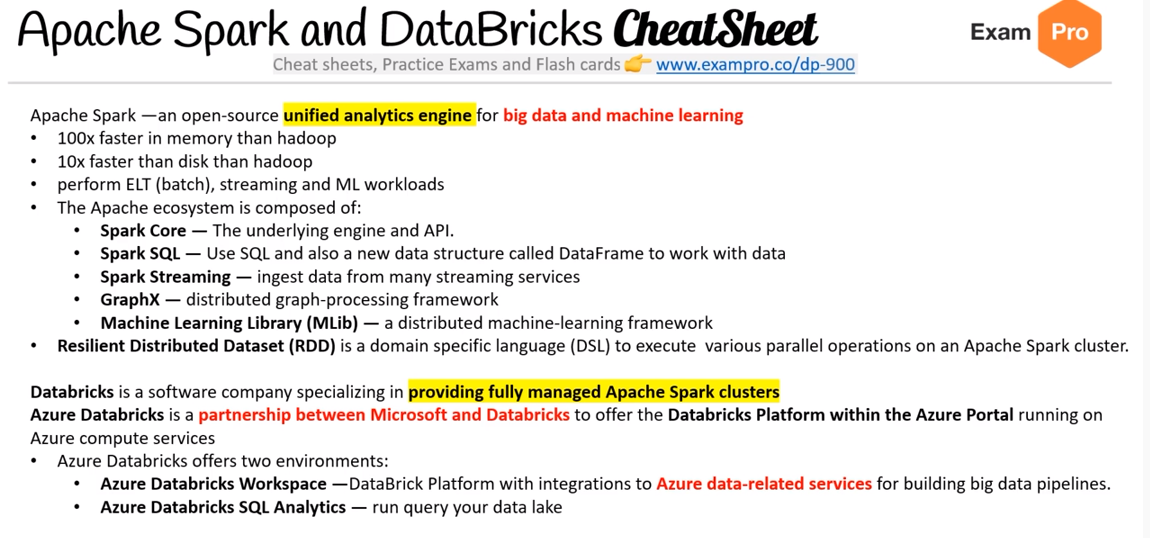 Apache Spark and DataBricks CheatSheet
Exam Pro
Cheat sheets, Practice Exams and Flash cards 👉 www.exampro.co/dp-900
Apache Spark —an open-source unified analytics engine for big data and machine learning
• 100x faster in memory than hadoop
• 10x faster than disk than hadoop
• perform ELT (batch), streaming and ML workloads
• The Apache ecosystem is composed of:
• Spark Core — The underlying engine and API.
• Spark SQL — Use SQL and also a new data structure called DataFrame to work with data
• Spark Streaming — ingest data from many streaming services
• GraphX — distributed graph-processing framework
• Machine Learning Library (MLib) — a distributed machine-learning framework
• Resilient Distributed Dataset (RDD) is a domain specific language (DSL) to execute various parallel operations on an Apache Spark cluster.
Databricks is a software company specializing in providing fully managed Apache Spark clusters
Azure Databricks is a partnership between Microsoft and Databricks to offer the Databricks Platform within the Azure Portal running on
Azure compute services
• Azure Databricks offers two environments:
• Azure Databricks Workspace —DataBrick Platform with integrations to Azure data-related services for building big data pipelines.
• Azure Databricks SQL Analytics — run query your data lake